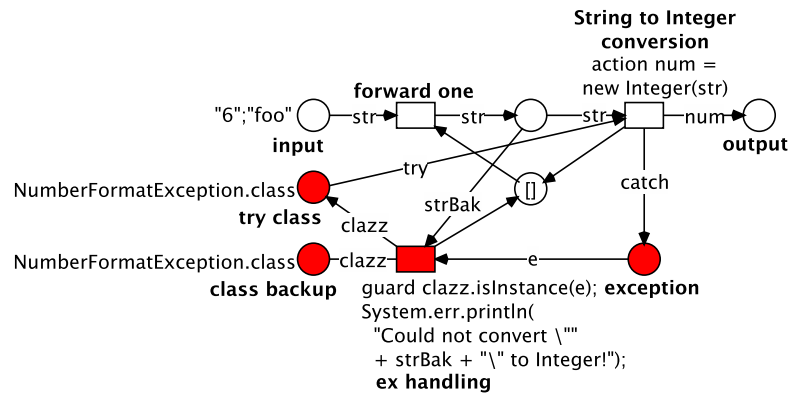 String to Integer
conversion
action num =
new Integer(str)
forward one
"6";"foo"
str
str
str
num
input
output
try
catch
NumberFormatException.class
[]
try class
strBak
clazz
NumberFormatException.class
clazz
e
class backup
guard clazz.isInstance(e);
exception
System.err.println(
"Could not convert \""
+ strBak + "\" to Integer!");
ex handling